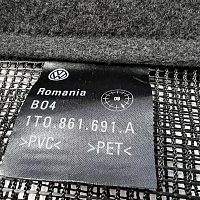 Romania
B04
1T0.861.691.A
>PVC< >PET<